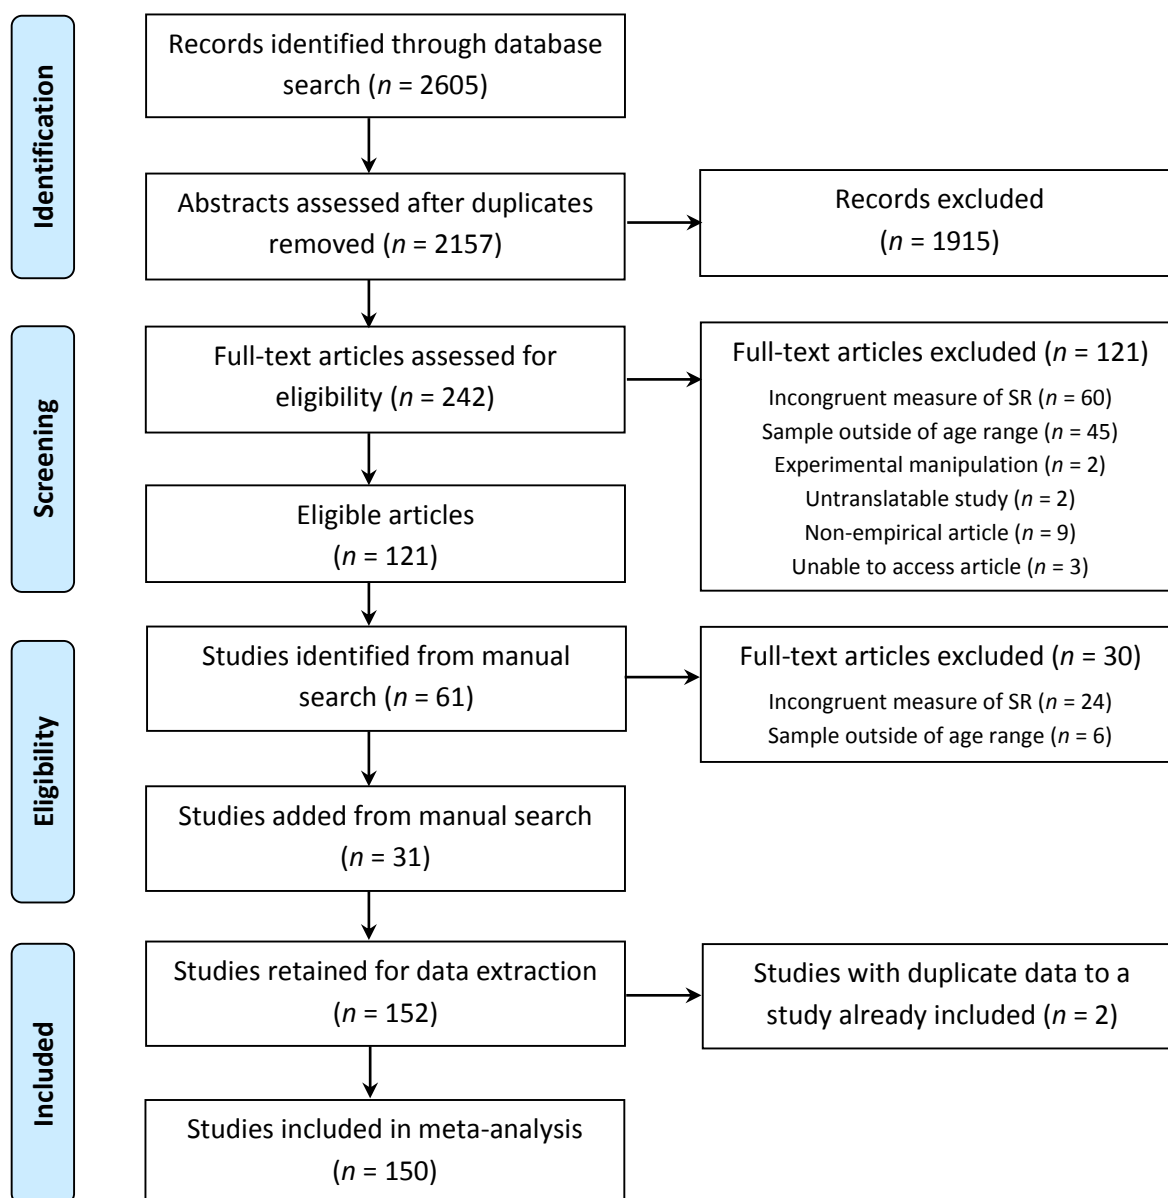 Identification
Records identified through database
search (n = 2605)
Abstracts assessed after duplicates
removed (n = 2157)
Records excluded
(n = 1915)
Screening
Full-text articles assessed for
eligibility (n = 242)
Full-text articles excluded (n = 121)
Incongruent measure of SR (n = 60)
Sample outside of age range (n = 45)
Experimental manipulation (n = 2)
Untranslatable study (n = 2)
Non-empirical article (n = 9)
Unable to access article (n = 3)
Eligible articles
(n = 121)
Eligibility
Studies identified from manual
search (n = 61)
Full-text articles excluded (n = 30)
Incongruent measure of SR (n = 24)
Sample outside of age range (n = 6)
Studies added from manual search
(n = 31)
Included
Studies retained for data extraction
(n = 152)
Studies with duplicate data to a
study already included (n = 2)
Studies included in meta-analysis
(n = 150)